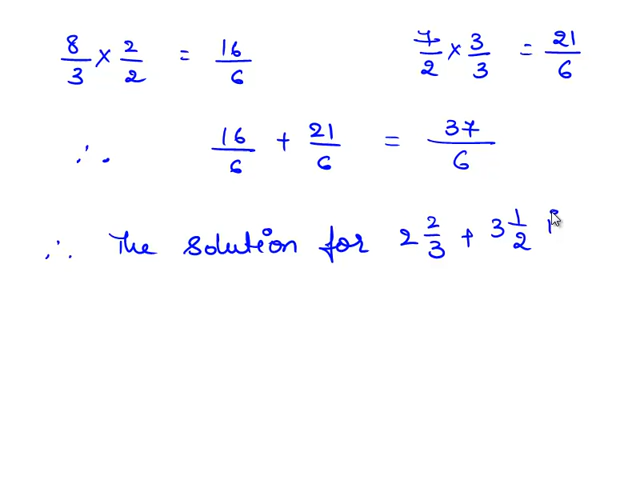 8/3 × 2/2 = 16/6 7/2 × 3/3 = 21/6
∴ 16/6 + 21/6 = 37/6
∴ The solution for 2 2/3 + 3 1/2